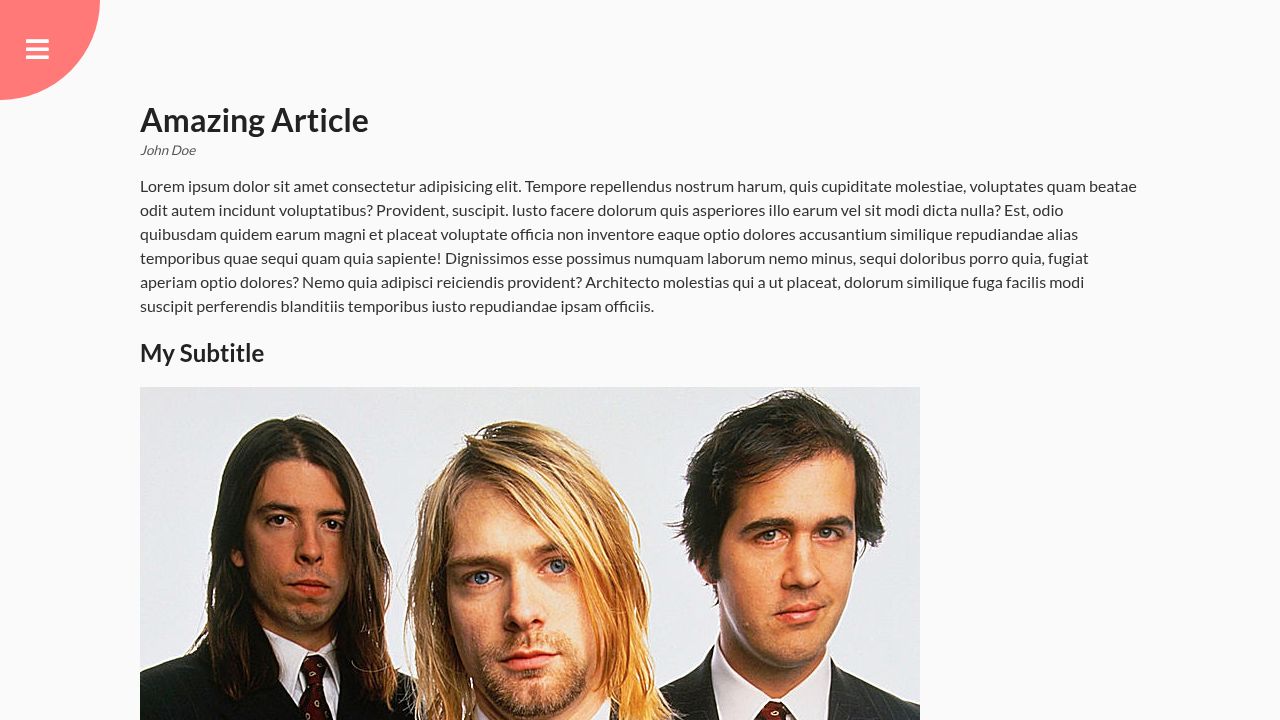 Amazing Article
John Doe
Lorem ipsum dolor sit amet consectetur adipisicing elit. Tempore repellendus nostrum harum, quis cupiditate molestiae, voluptates quam beatae
odit autem incidunt voluptatibus? Provident, suscipit. Iusto facere dolorum quis asperiores illo earum vel sit modi dicta nulla? Est, odio
quibusdam quidem earum magni et placeat voluptate officia non inventore eaque optio dolores accusantium similique repudiandae alias
temporibus quae sequi quam quia sapiente! Dignissimos esse possimus numquam laborum nemo minus, sequi doloribus porro quia, fugiat
aperiam optio dolores? Nemo quia adipisci reiciendis provident? Architecto molestias qui a ut placeat, dolorum similique fuga facilis modi
suscipit perferendis blanditiis temporibus iusto repudiandae ipsam officiis.
My Subtitle